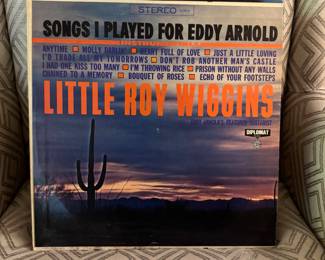 STEREO
SONGS I PLAYED FOR EDDY ARNOLD
ANYTIME ■ MOLLY DARLING ■ HEART FULL OF LOVE ■ JUST A LITTLE LOVING
I'D TRADE ALL MY TOMORROWS ■ DON'T ROB ANOTHER MAN'S CASTLE
I HAD ONE KISS TOO MANY ■ I'M THROWING RICE ■ PRISON WITHOUT ANY WALLS
CHAINED TO A MEMORY ■ BOUQUET OF ROSES ■ ECHO OF YOUR FOOTSTEPS
LITTLE ROY WIGGINS
DIPLOMAT